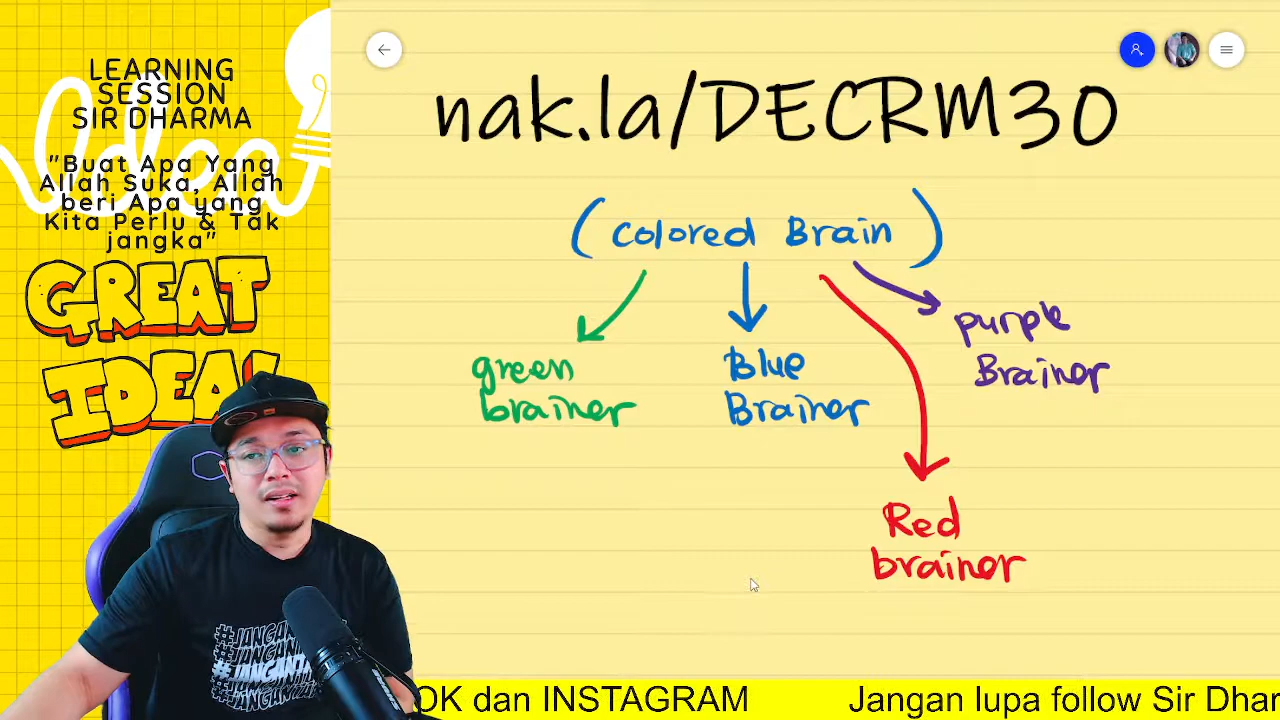 LEARNING
SESSION
SIR DHARMA
"Buat Apa Yang
Allah Suka, Allah
beri Apa yang
Kita Perlu & Tak
jangka"
GREAT
IDEA!
nak.la/DECRM30
(Colored Brain)
green
brainer
Blue
Brainer
purple
Brainer
Red
brainer
OK dan INSTAGRAM Jangan lupa follow Sir Dhar